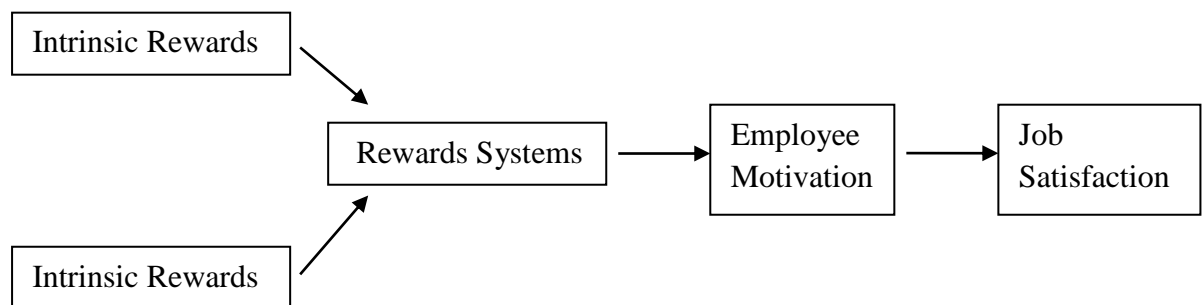 Intrinsic Rewards
Rewards Systems
Employee
Motivation
Job
Satisfaction
Intrinsic Rewards